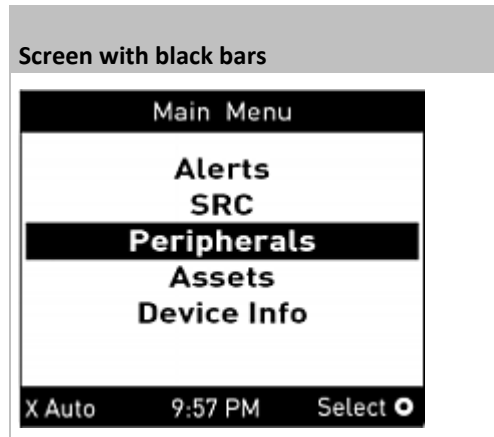 Screen with black bars
Main Menu
Alerts
SRC
Peripherals
Assets
Device Info
X Auto 9:57 PM Select